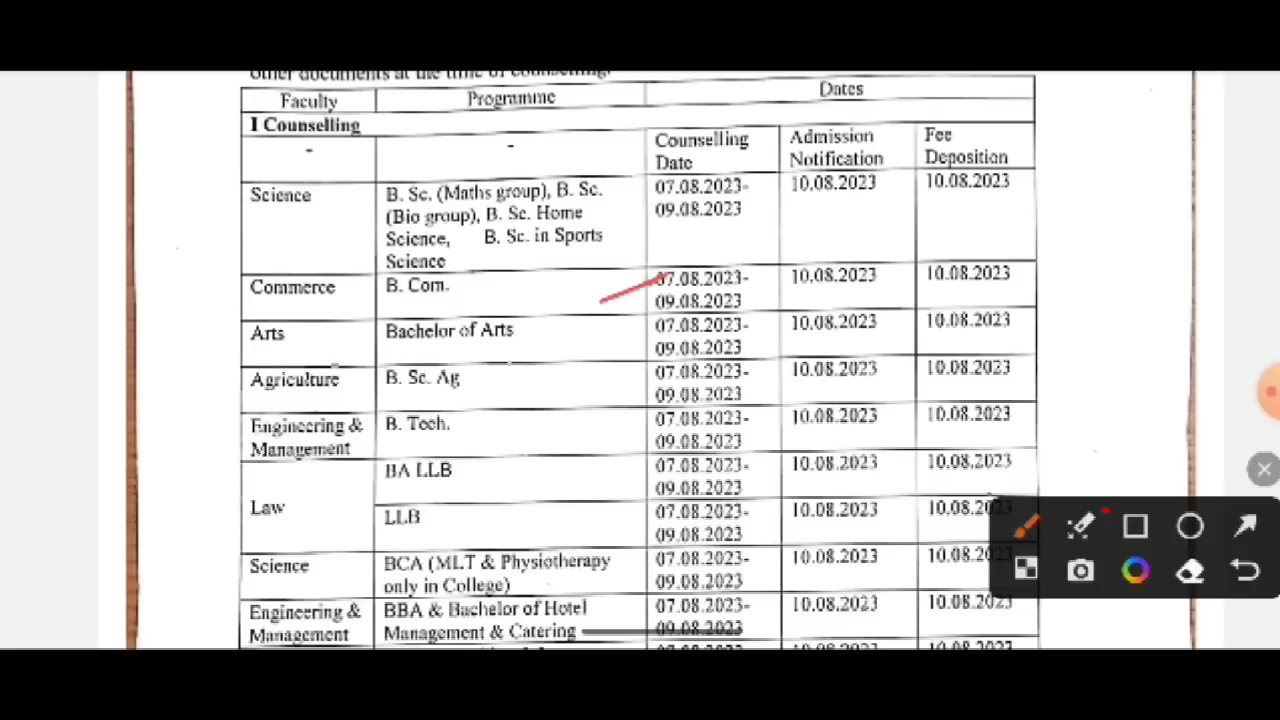 other documents at the time of counselling.
Faculty Programme Dates
I Counselling
- - Counselling Date Admission Notification Fee Deposition
Science B. Sc. (Maths group), B. Sc. 07.08.2023- 10.08.2023 10.08.2023
(Bio group), B. Sc. Home 09.08.2023
Science, B. Sc. in Sports
Science
Commerce B. Com. 07.08.2023- 10.08.2023 10.08.2023
09.08.2023
Arts Bachelor of Arts 07.08.2023- 10.08.2023 10.08.2023
09.08.2023
Agriculture B. Sc. Ag 07.08.2023- 10.08.2023 10.08.2023
09.08.2023
Engineering & B. Tech. 07.08.2023- 10.08.2023 10.08.2023
Management 09.08.2023
BA LLB 07.08.2023- 10.08.2023 10.08.2023
09.08.2023
Law
LLB 07.08.2023- 10.08.2023 10.08.2023
09.08.2023
Science BCA (MLT & Physiotherapy 07.08.2023- 10.08.2023 10.08.2023
only in College) 09.08.2023
Engineering & BBA & Bachelor of Hotel 07.08.2023- 10.08.2023 10.08.2023
Management Management & Catering 09.08.2023